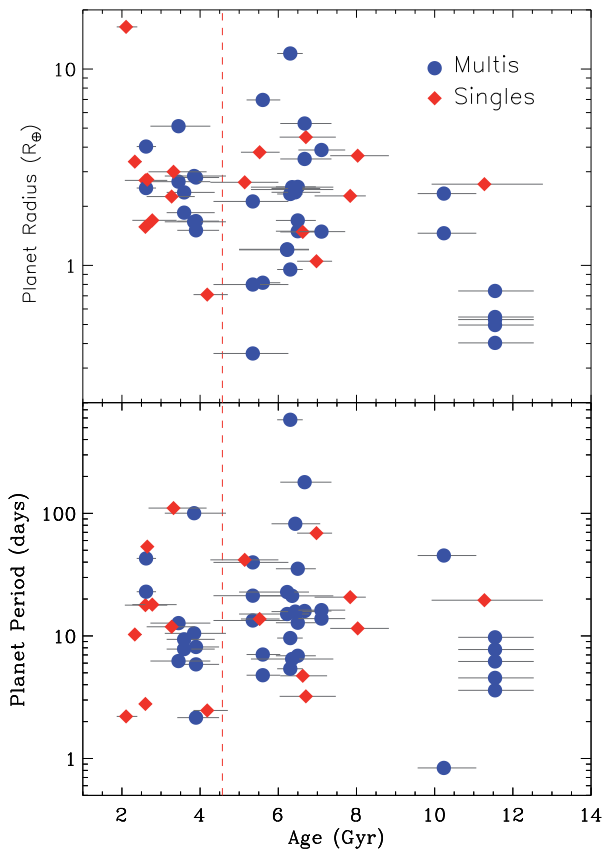 10
1
Planet Radius (R⊕)
Multis
Singles
100
10
1
Planet Period (days)
2
4
6
8
10
12
14
Age (Gyr)